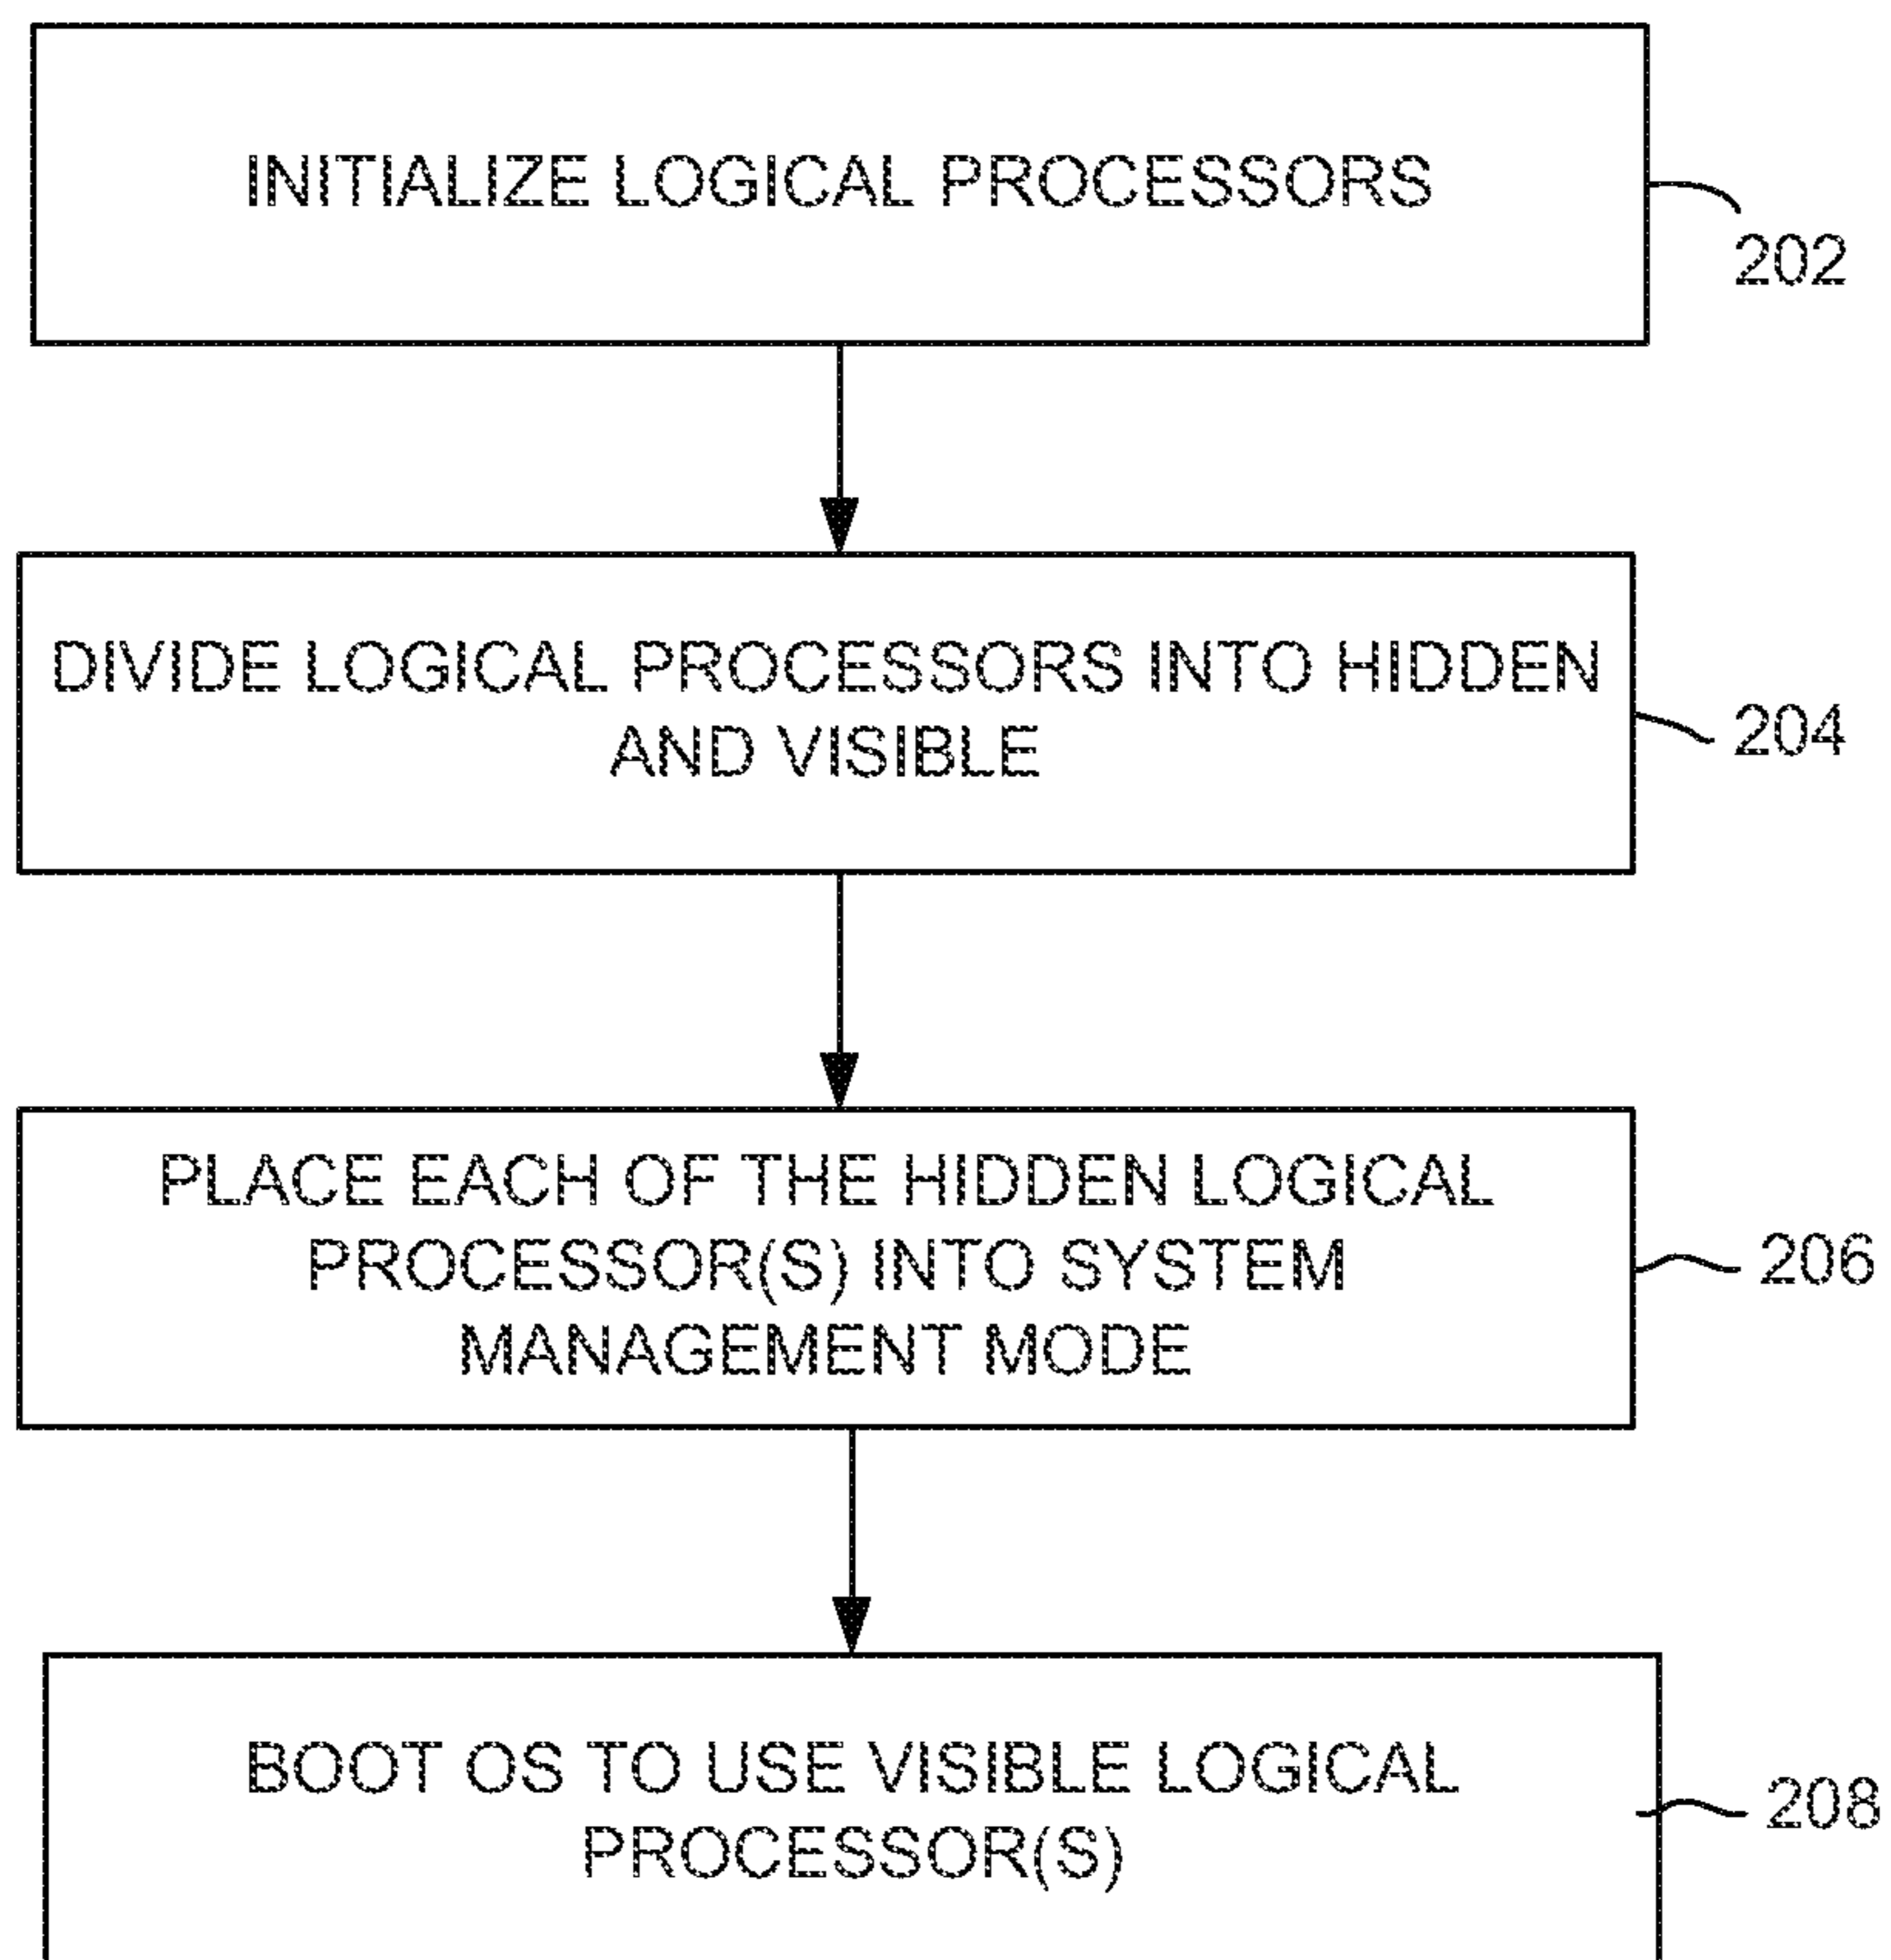 INITIALIZE LOGICAL PROCESSORS
202
DIVIDE LOGICAL PROCESSORS INTO HIDDEN
AND VISIBLE
204
PLACE EACH OF THE HIDDEN LOGICAL
PROCESSOR(S) INTO SYSTEM
MANAGEMENT MODE
206
BOOT OS TO USE VISIBLE LOGICAL
PROCESSOR(S)
208